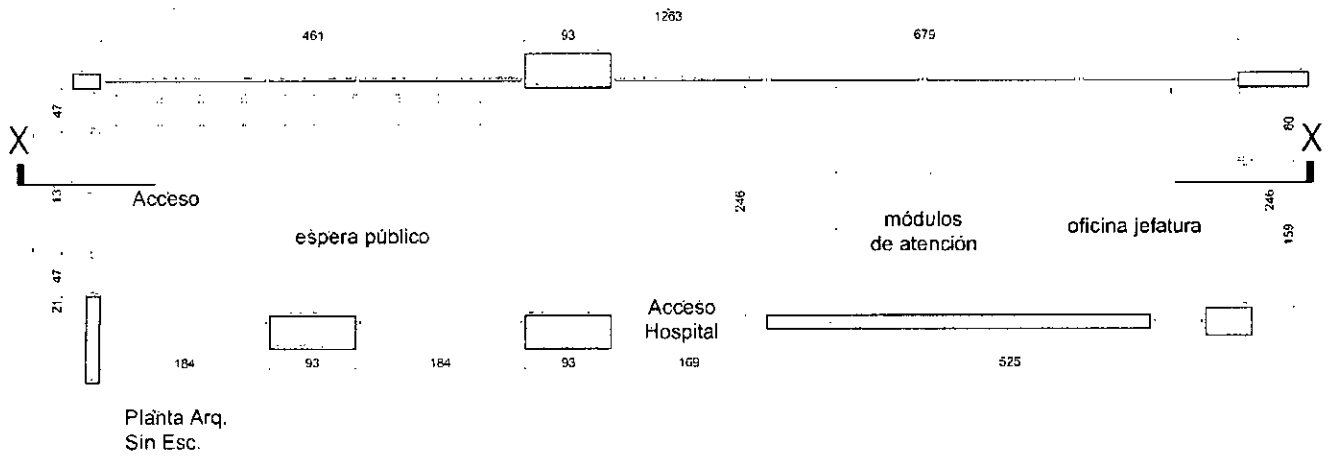 1263
461
93
679
47
60
X
X
131
Acceso
246
módulos
de atención
oficina jefatura
246
159
espera público
47
21
Acceso
Hospital
184
93
184
93
169
525
Planta Arq.
Sin Esc.